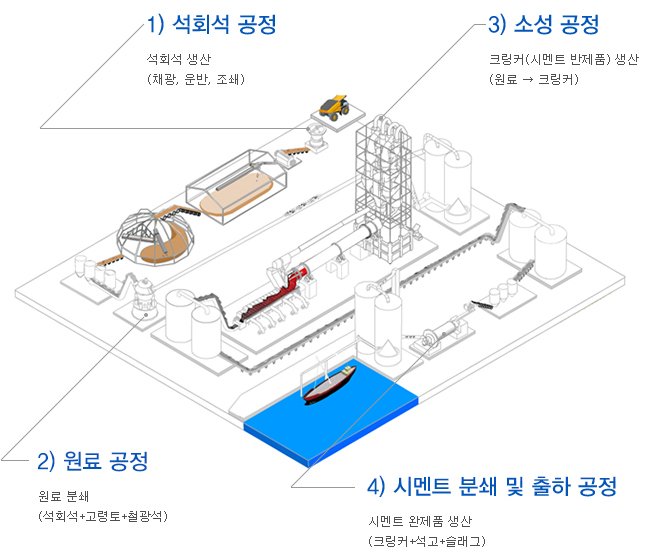 1) 석회석 공정
석회석 생산
(채광, 운반, 조쇄)
3) 소성 공정
크링커(시멘트 반제품) 생산
(원료 → 크링커)
2) 원료 공정
원료 분쇄
(석회석+고령토+철광석)
4) 시멘트 분쇄 및 출하 공정
시멘트 완제품 생산
(크링커+석고+슬래그)